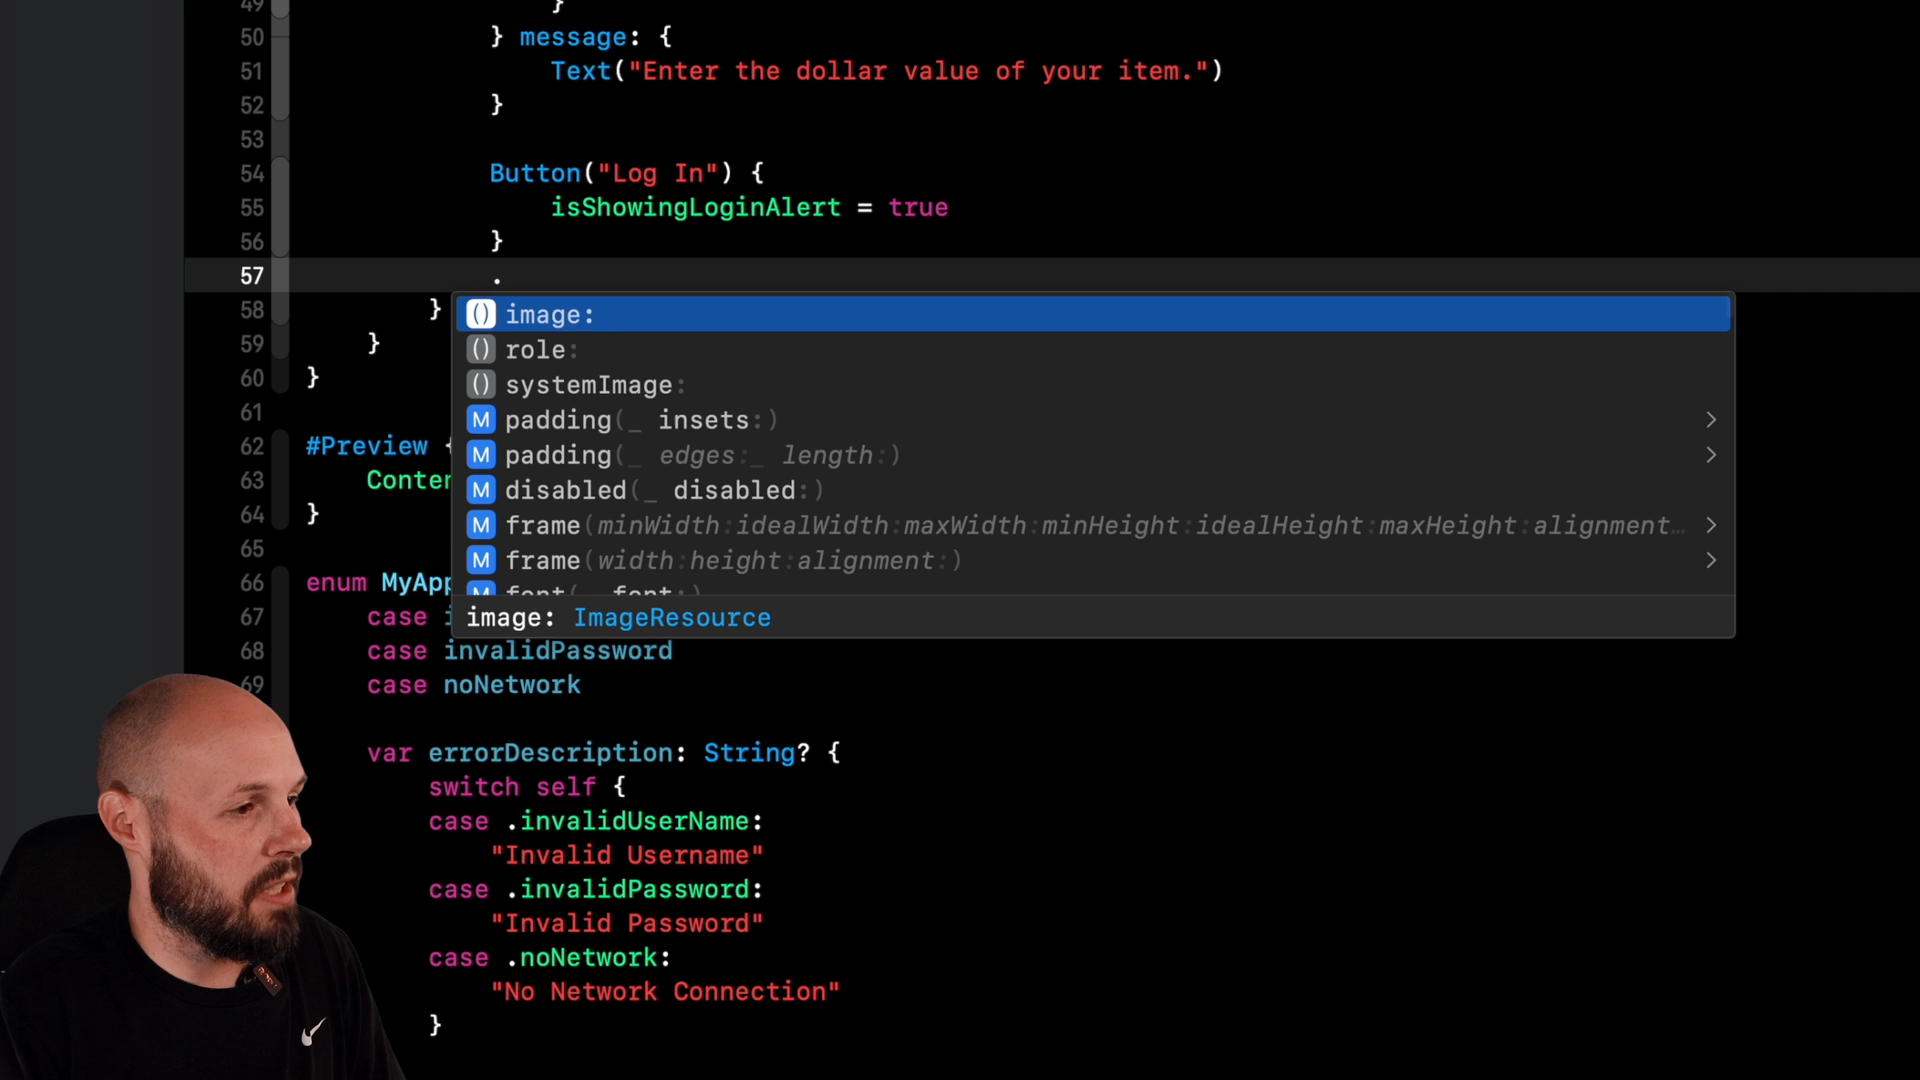 49 }
50 } message: {
51 Text("Enter the dollar value of your item.")
52 }
53
54 Button("Log In") {
55 isShowingLoginAlert = true
56 }
57 .
58 }
59 }
60 }
61
62 #Preview {
63 Conten
64 }
65
66 enum MyApp
67 case i
68 case invalidPassword
69 case noNetwork
() image:
() role:
() systemImage:
M padding(_ insets:)
M padding(_ edges:_ length:)
M disabled(_ disabled:)
M frame(minWidth:idealWidth:maxWidth:minHeight:idealHeight:maxHeight:alignment…
M frame(width:height:alignment:)
M font(_ font:)
image: ImageResource
var errorDescription: String? {
switch self {
case .invalidUserName:
"Invalid Username"
case .invalidPassword:
"Invalid Password"
case .noNetwork:
"No Network Connection"
}